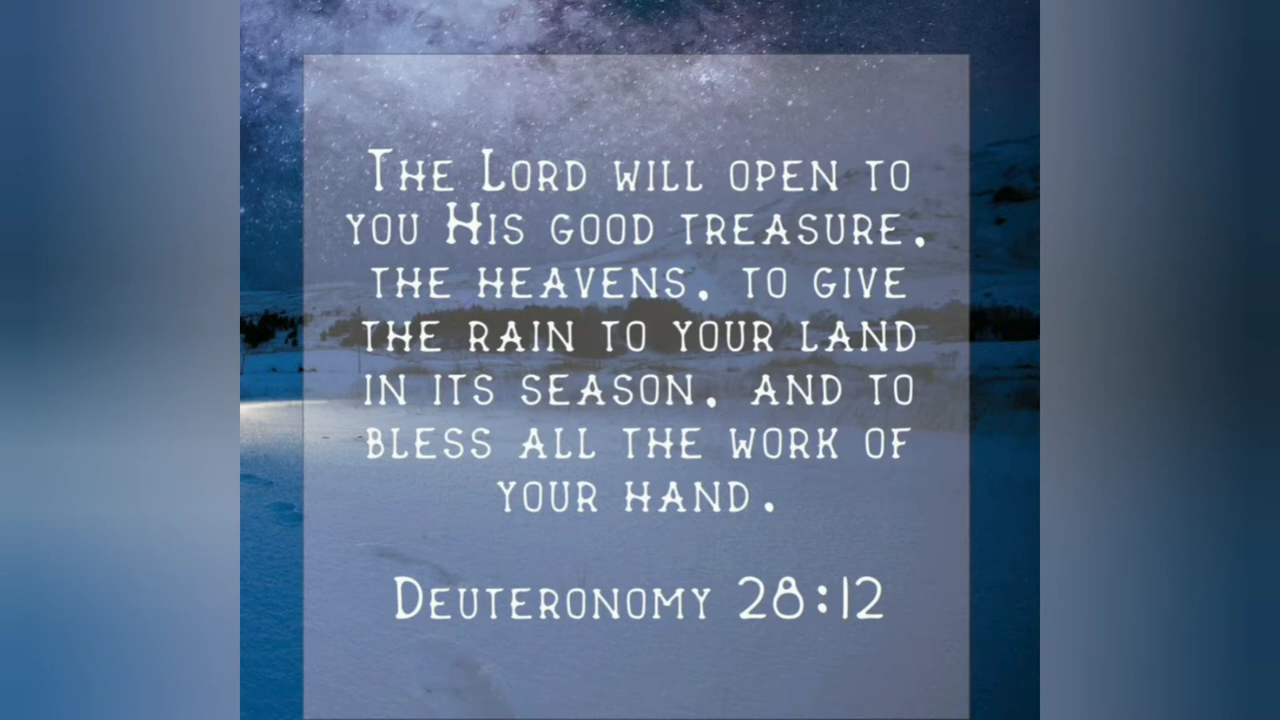 The Lord will open to
you His good treasure,
the heavens, to give
the rain to your land
in its season, and to
bless all the work of
your hand.
Deuteronomy 28:12